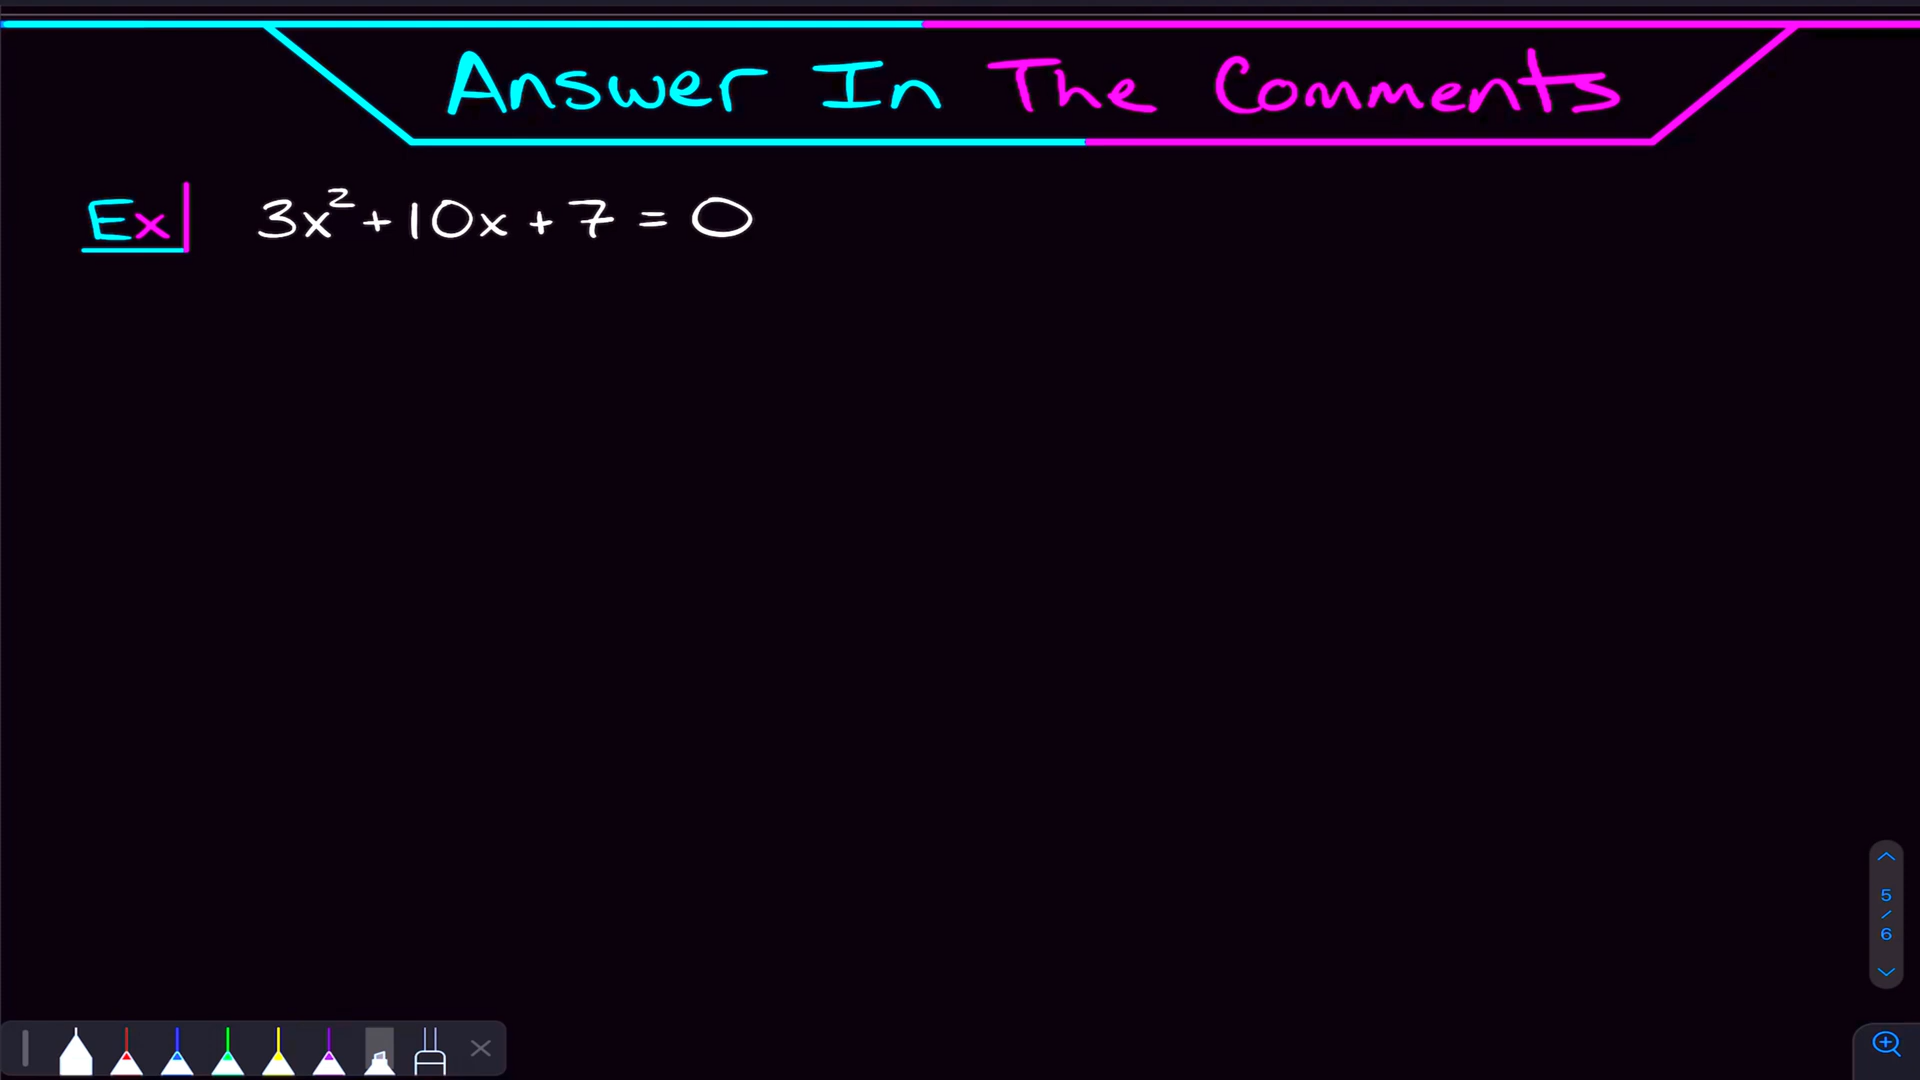 Answer In The Comments
Ex 3x² + 10x + 7 = 0
5
/
6